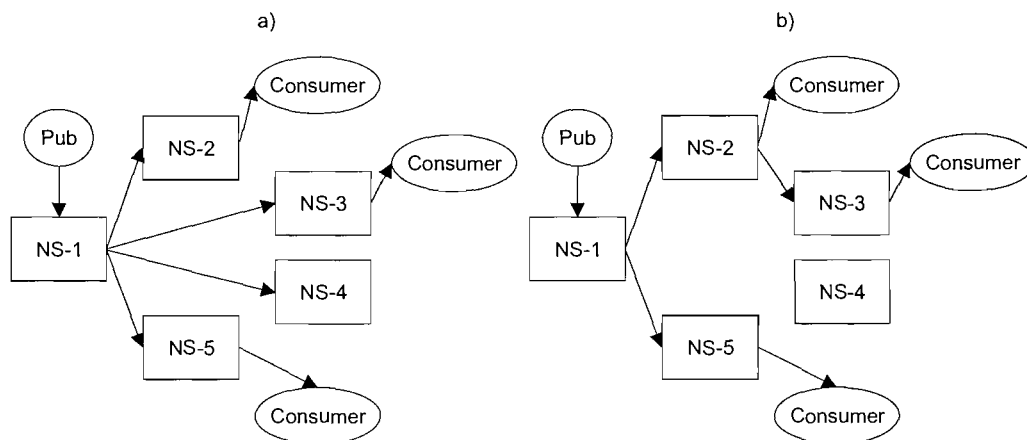 a)
Consumer
Pub
NS-2
Consumer
NS-3
NS-1
NS-4
NS-5
Consumer
b)
Consumer
Pub
NS-2
Consumer
NS-3
NS-1
NS-4
NS-5
Consumer